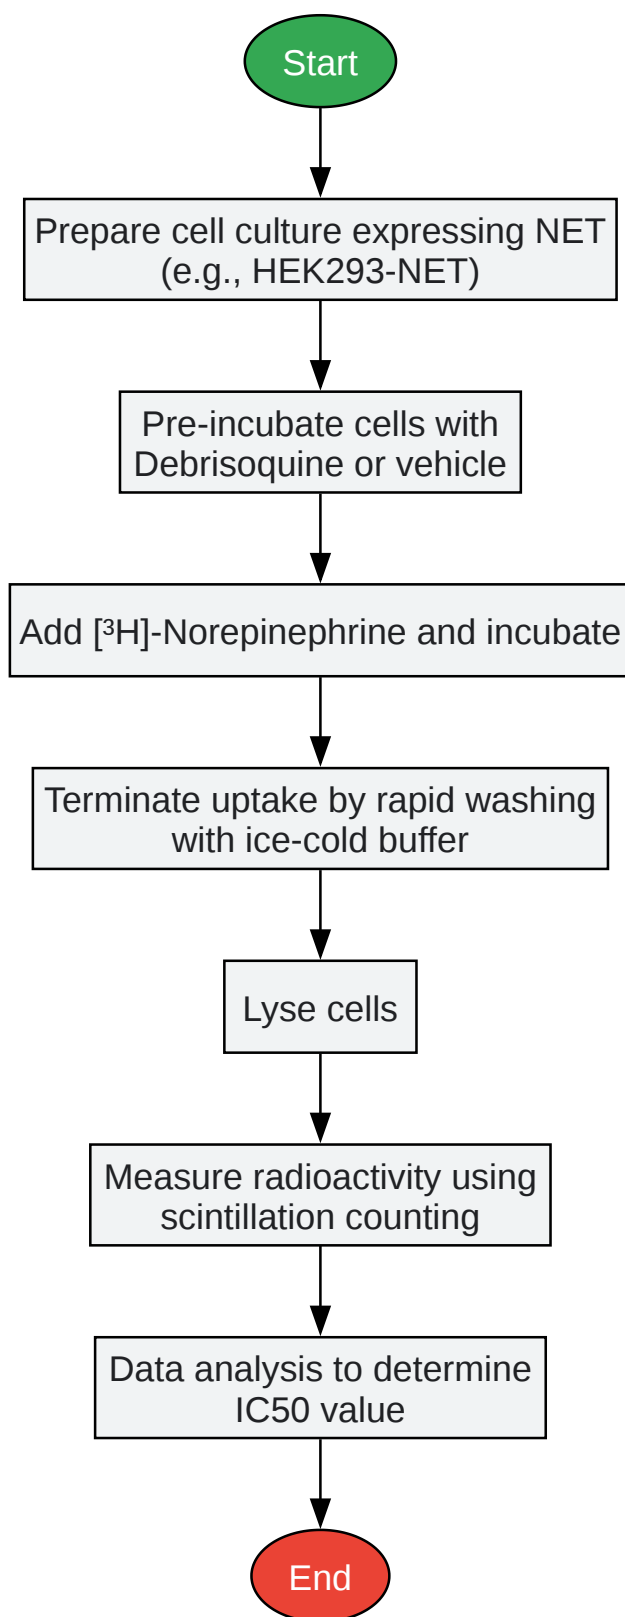 Start
Prepare cell culture expressing NET
(e.g., HEK293-NET)
Pre-incubate cells with
Debrisoquine or vehicle
Add [³H]-Norepinephrine and incubate
Terminate uptake by rapid washing
with ice-cold buffer
Lyse cells
Measure radioactivity using
scintillation counting
Data analysis to determine
IC50 value
End